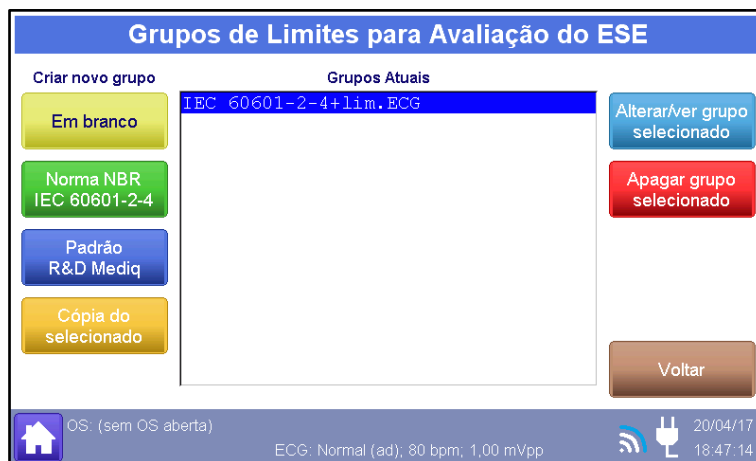 Grupos de Limites para Avaliação do ESE
Criar novo grupo
Grupos Atuais
Em branco
Norma NBR
IEC 60601-2-4
Padrão
R&D Mediq
Cópia do
selecionado
IEC 60601-2-4+lim.ECG
Alterar/ver grupo
selecionado
Apagar grupo
selecionado
Voltar
OS: (sem OS aberta)
ECG: Normal (ad); 80 bpm; 1,00 mVpp
20/04/17
18:47:14